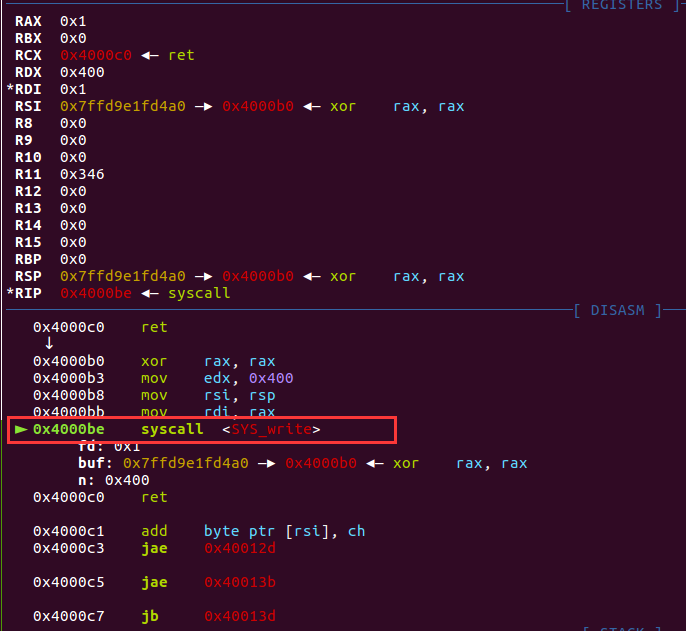 [ REGISTERS ]
RAX 0x1
RBX 0x0
RCX 0x4000c0 ◂— ret
RDX 0x400
*RDI 0x1
RSI 0x7ffd9e1fd4a0 —▸ 0x4000b0 ◂— xor rax, rax
R8 0x0
R9 0x0
R10 0x0
R11 0x346
R12 0x0
R13 0x0
R14 0x0
R15 0x0
RBP 0x0
RSP 0x7ffd9e1fd4a0 —▸ 0x4000b0 ◂— xor rax, rax
*RIP 0x4000be ◂— syscall
[ DISASM ]
0x4000c0 ret
↓
0x4000b0 xor rax, rax
0x4000b3 mov edx, 0x400
0x4000b8 mov rsi, rsp
0x4000bb mov rdi, rax
► 0x4000be syscall <SYS_write>
fd: 0x1
buf: 0x7ffd9e1fd4a0 —▸ 0x4000b0 ◂— xor rax, rax
n: 0x400
0x4000c0 ret
0x4000c1 add byte ptr [rsi], ch
0x4000c3 jae 0x40012d
0x4000c5 jae 0x40013b
0x4000c7 jb 0x40013d
[ STACK ]